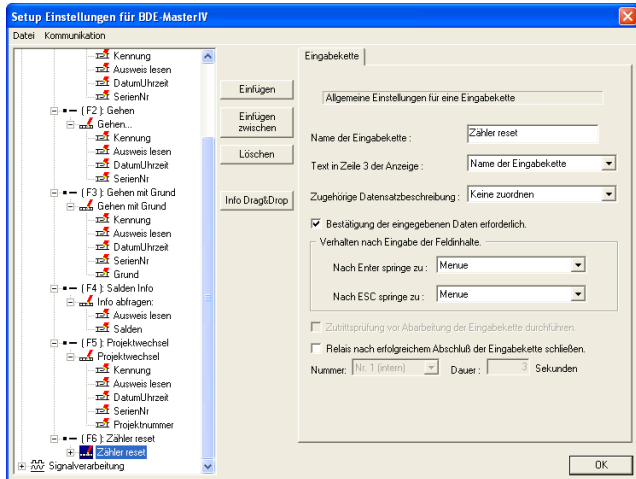 Setup Einstellungen für BDE-MasterIV
Datei Kommunikation
Kennung
Ausweis lesen
DatumUhrzeit
SerienNr
( F2 ): Gehen
Gehen...
Kennung
Ausweis lesen
DatumUhrzeit
SerienNr
( F3 ): Gehen mit Grund
Gehen mit Grund
Kennung
Ausweis lesen
DatumUhrzeit
SerienNr
Grund
( F4 ): Salden Info
Info abfragen:
Ausweis lesen
Salden
( F5 ): Projektwechsel
Projektwechsel
Kennung
Ausweis lesen
DatumUhrzeit
SerienNr
Projektnummer
( F6 ): Zähler reset
Zähler reset
Signalverarbeitung
Einfügen
Einfügen
zwischen
Löschen
Info Drag&Drop
Eingabekette
Allgemeine Einstellungen für eine Eingabekette
Name der Eingabekette : Zähler reset
Text in Zeile 3 der Anzeige : Name der Eingabekette
Zugehörige Datensatzbeschreibung : Keine zuordnen
Bestätigung der eingegebenen Daten erforderlich.
Verhalten nach Eingabe der Feldinhalte.
Nach Enter springe zu : Menue
Nach ESC springe zu : Menue
Zutrittsprüfung vor Abarbeitung der Eingabekette durchführen.
Relais nach erfolgreichem Abschluß der Eingabekette schließen.
Nummer: Nr. 1 (intern) Dauer : 3 Sekunden
OK